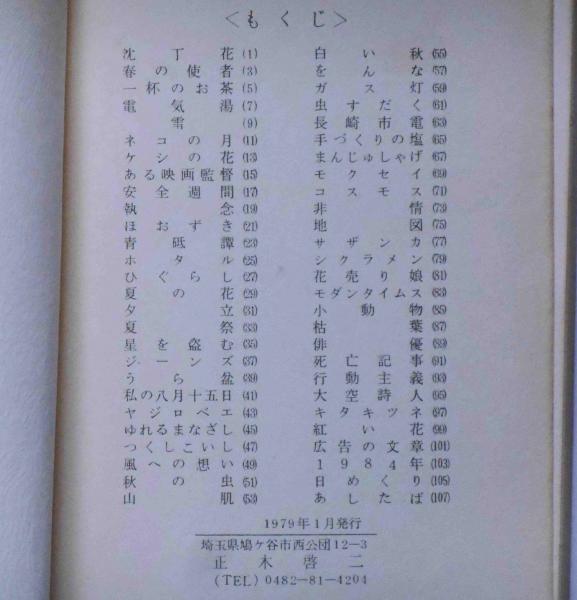 ＜もくじ＞
沈丁花(1)
春の使者(3)
一杯のお茶(5)
電気湯(7)
雪(9)
ネコの月(11)
ケシの花(13)
ある映画監督(15)
安全週間(17)
執念(19)
ほおずき(21)
青砥譚(23)
ホタル(25)
ひぐらし(27)
夏の花(29)
夕立(31)
夏祭(33)
星を盗む(35)
ジーンズ(37)
うら盆(39)
私の八月十五日(41)
ヤジロベエ(43)
ゆれるまなざし(45)
つくしこいし(47)
風への想い(49)
秋の虫(51)
山肌(53)
白い秋(55)
をんな(57)
ガス灯(59)
虫すだく(61)
長崎市電(63)
手づくりの塩(65)
まんじゅしゃげ(67)
モクセイ(69)
コスモス(71)
非情(73)
地図(75)
サザンカ(77)
シクラメン(79)
花売り娘(81)
モダンタイムス(83)
小動物(85)
枯葉(87)
俳優(89)
死亡記事(91)
行動主義(93)
大空詩人(95)
キタキツネ(97)
紅い花(99)
広告の文章(101)
1984年(103)
日めくり(105)
あしたば(107)
1979年1月発行
埼玉県鳩ケ谷市西公団12－3
正木啓二
(TEL) 0482－81－4204